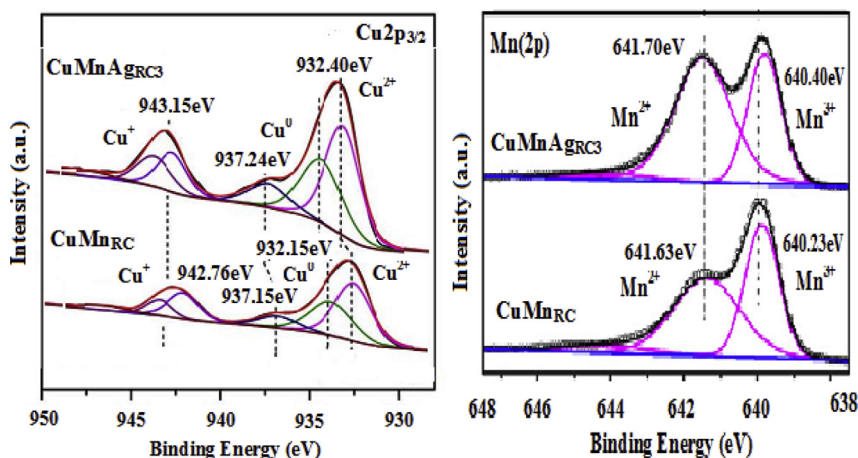 Cu2p3/2
CuMnAgRC3
932.40eV
943.15eV
Cu2+
Cu+
Cu0
937.24eV
CuMnRC
932.15eV
Cu+
942.76eV
Cu0
Cu2+
937.15eV
Intensity (a.u.)
950
945
940
935
930
Binding Energy (eV)
Mn(2p)
641.70eV
640.40eV
Mn2+
Mn3+
CuMnAgRC3
641.63eV
640.23eV
Mn2+
Mn3+
CuMnRC
Intensity (a.u.)
648
646
644
642
640
638
Binding Energy (eV)